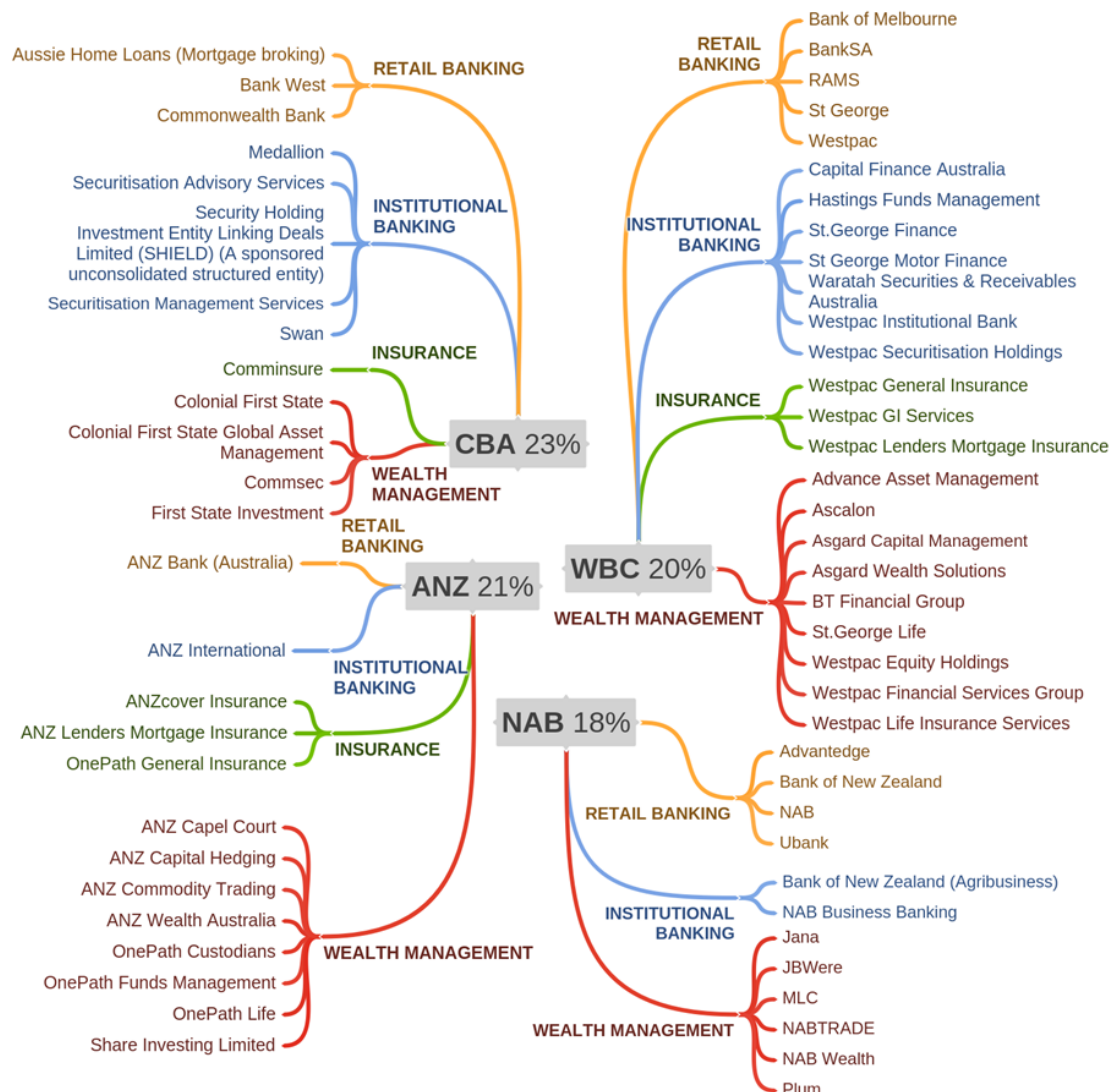 Aussie Home Loans (Mortgage broking)
Bank West
Commonwealth Bank
RETAIL BANKING
Medallion
Securitisation Advisory Services
Security Holding
Investment Entity Linking Deals
Limited (SHIELD) (A sponsored
unconsolidated structured entity)
Securitisation Management Services
Swan
INSTITUTIONAL
BANKING
Comminsure
INSURANCE
Colonial First State
Colonial First State Global Asset
Management
Commsec
First State Investment
WEALTH
MANAGEMENT
CBA 23%
RETAIL
BANKING
ANZ Bank (Australia)
ANZ 21%
ANZ International
INSTITUTIONAL
BANKING
ANZcover Insurance
ANZ Lenders Mortgage Insurance
OnePath General Insurance
INSURANCE
ANZ Capel Court
ANZ Capital Hedging
ANZ Commodity Trading
ANZ Wealth Australia
OnePath Custodians
OnePath Funds Management
OnePath Life
Share Investing Limited
WEALTH MANAGEMENT
RETAIL
BANKING
Bank of Melbourne
BankSA
RAMS
St George
Westpac
INSTITUTIONAL
BANKING
Capital Finance Australia
Hastings Funds Management
St.George Finance
St George Motor Finance
Waratah Securities & Receivables
Australia
Westpac Institutional Bank
Westpac Securitisation Holdings
INSURANCE
Westpac General Insurance
Westpac GI Services
Westpac Lenders Mortgage Insurance
WBC 20%
WEALTH MANAGEMENT
Advance Asset Management
Ascalon
Asgard Capital Management
Asgard Wealth Solutions
BT Financial Group
St.George Life
Westpac Equity Holdings
Westpac Financial Services Group
Westpac Life Insurance Services
NAB 18%
RETAIL BANKING
Advantedge
Bank of New Zealand
NAB
Ubank
INSTITUTIONAL
BANKING
Bank of New Zealand (Agribusiness)
NAB Business Banking
WEALTH MANAGEMENT
Jana
JBWere
MLC
NABTRADE
NAB Wealth
Plum